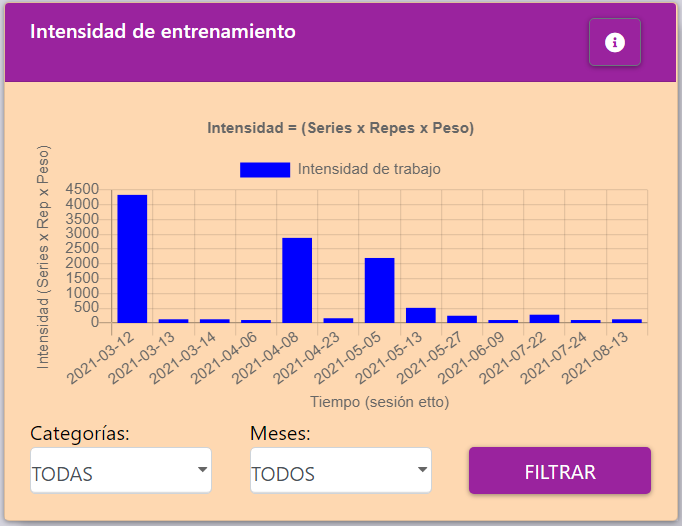 Intensidad de entrenamiento
Intensidad = (Series x Repes x Peso)
Intensidad de trabajo
Intensidad (Series x Rep x Peso)
4500
4000
3500
3000
2500
2000
1500
1000
500
0
2021-03-12
2021-03-13
2021-03-14
2021-04-06
2021-04-08
2021-04-23
2021-05-05
2021-05-13
2021-05-27
2021-06-09
2021-07-22
2021-07-24
2021-08-13
Tiempo (sesión etto)
Categorías:
Meses:
TODAS
TODOS
FILTRAR